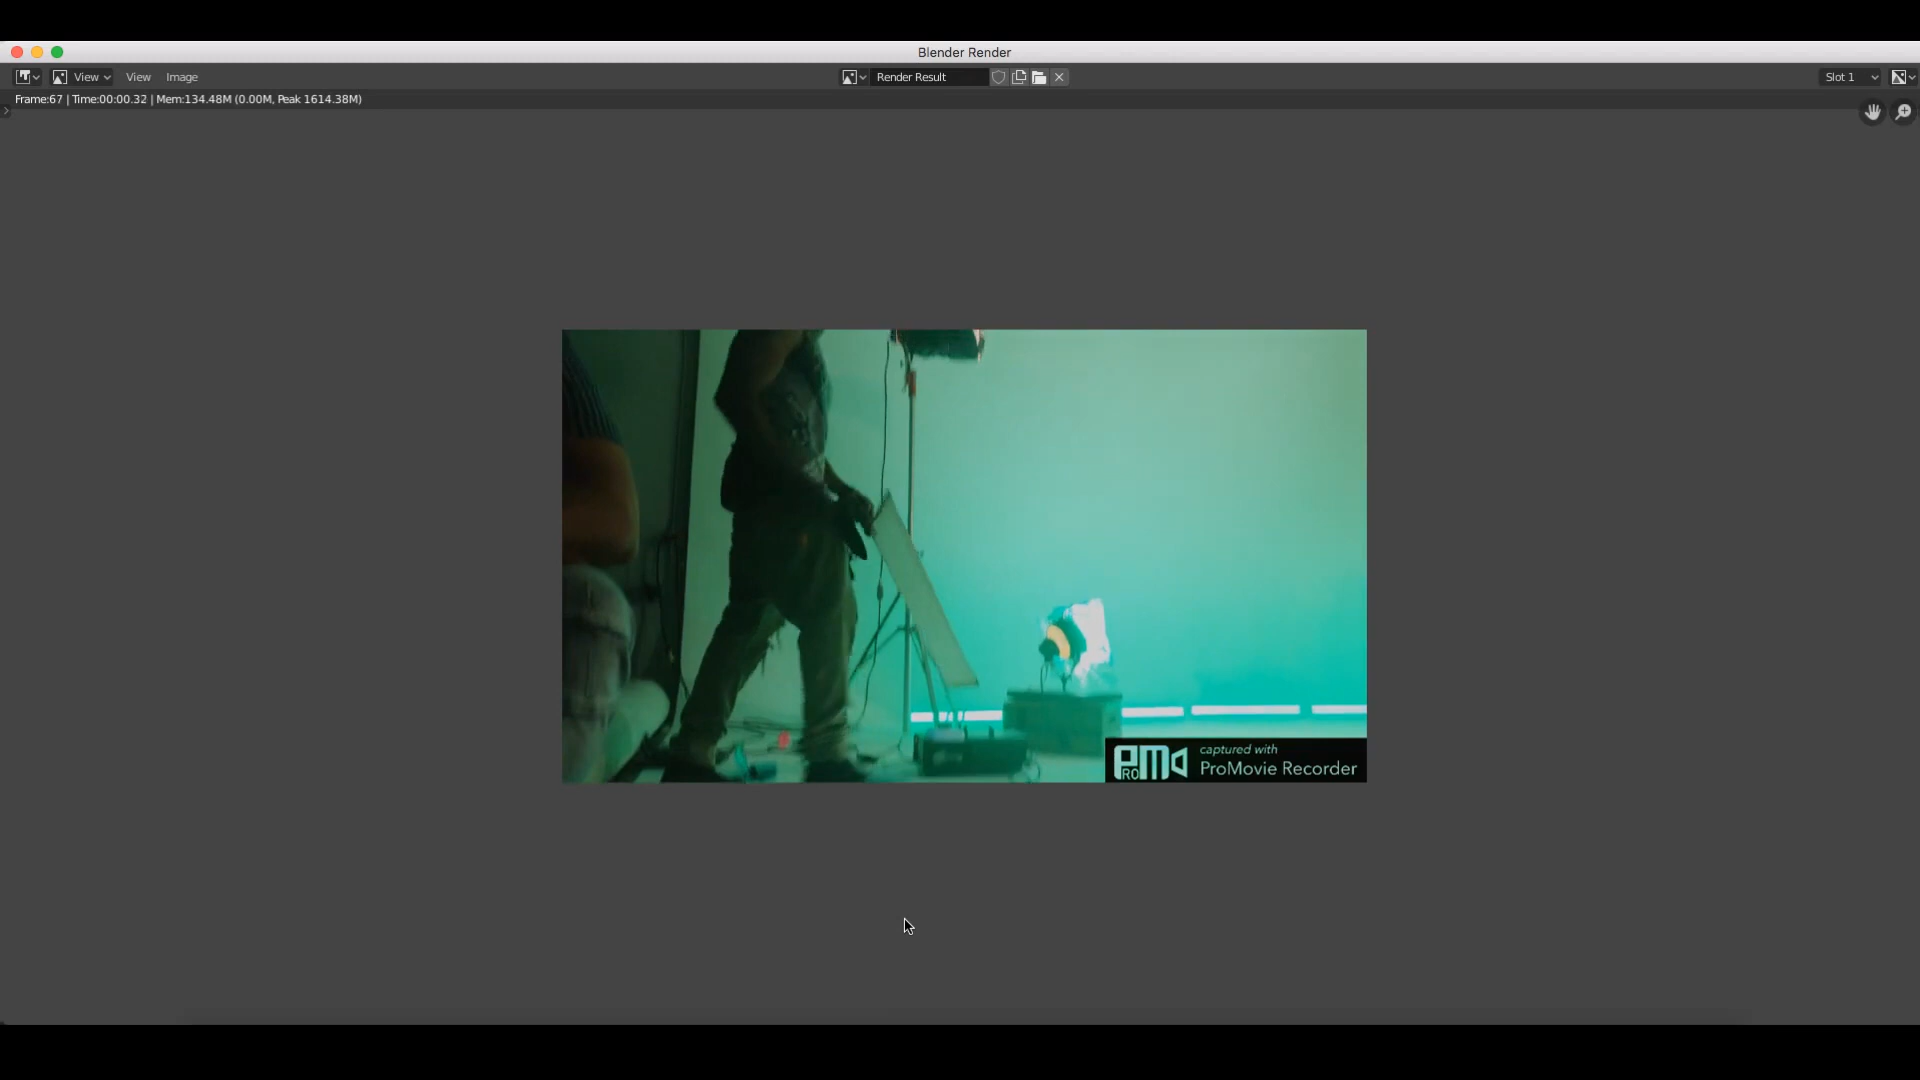 Blender Render
View View Image Render Result Slot 1
Frame:67 | Time:00:00.32 | Mem:134.48M (0.00M, Peak 1614.38M)
PRO M captured with
ProMovie Recorder